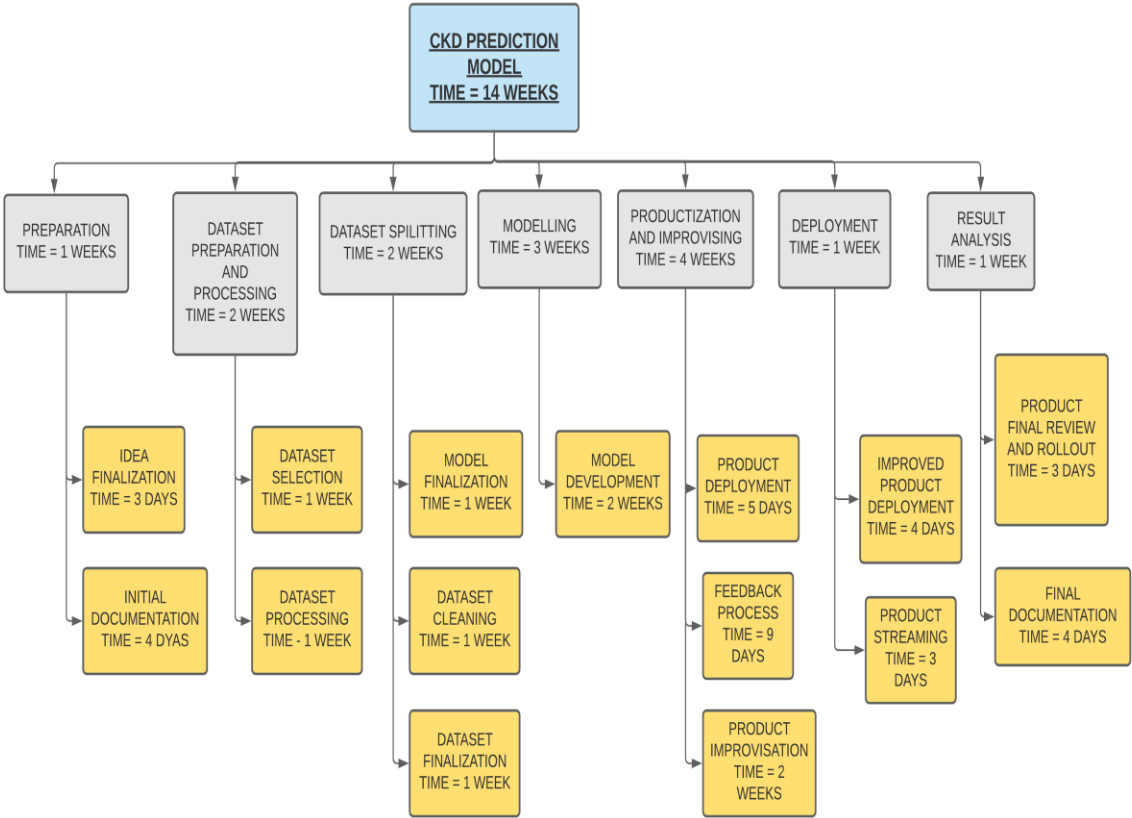 CKD PREDICTION
MODEL
TIME = 14 WEEKS
PREPARATION
TIME = 1 WEEKS
DATASET
PREPARATION
AND
PROCESSING
TIME = 2 WEEKS
DATASET SPILITTING
TIME = 2 WEEKS
MODELLING
TIME = 3 WEEKS
PRODUCTIZATION
AND IMPROVISING
TIME = 4 WEEKS
DEPLOYMENT
TIME = 1 WEEK
RESULT
ANALYSIS
TIME = 1 WEEK
IDEA
FINALIZATION
TIME = 3 DAYS
INITIAL
DOCUMENTATION
TIME = 4 DYAS
DATASET
SELECTION
TIME = 1 WEEK
DATASET
PROCESSING
TIME - 1 WEEK
MODEL
FINALIZATION
TIME = 1 WEEK
DATASET
CLEANING
TIME = 1 WEEK
DATASET
FINALIZATION
TIME = 1 WEEK
MODEL
DEVELOPMENT
TIME = 2 WEEKS
PRODUCT
DEPLOYMENT
TIME = 5 DAYS
FEEDBACK
PROCESS
TIME = 9
DAYS
PRODUCT
IMPROVISATION
TIME = 2
WEEKS
IMPROVED
PRODUCT
DEPLOYMENT
TIME = 4 DAYS
PRODUCT
STREAMING
TIME = 3
DAYS
PRODUCT
FINAL REVIEW
AND ROLLOUT
TIME = 3 DAYS
FINAL
DOCUMENTATION
TIME = 4 DAYS